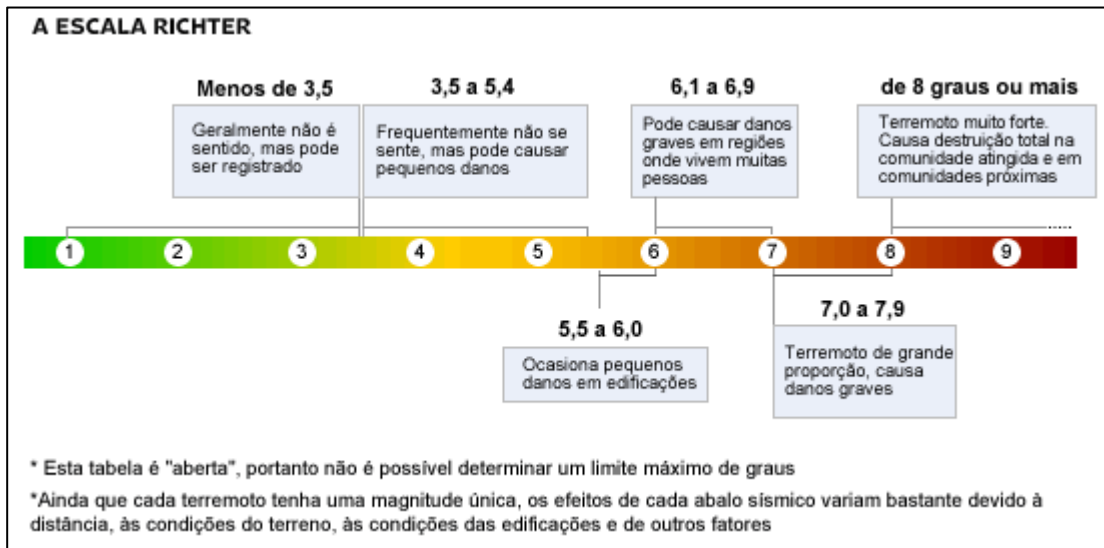 A ESCALA RICHTER
Menos de 3,5
Geralmente não é
sentido, mas pode
ser registrado
3,5 a 5,4
Frequentemente não se
sente, mas pode causar
pequenos danos
6,1 a 6,9
Pode causar danos
graves em regiões
onde vivem muitas
pessoas
de 8 graus ou mais
Terremoto muito forte.
Causa destruição total na
comunidade atingida e em
comunidades próximas
1 2 3 4 5 6 7 8 9
5,5 a 6,0
Ocasiona pequenos
danos em edificações
7,0 a 7,9
Terremoto de grande
proporção, causa
danos graves
* Esta tabela é "aberta", portanto não é possível determinar um limite máximo de graus
*Ainda que cada terremoto tenha uma magnitude única, os efeitos de cada abalo sísmico variam bastante devido à
distância, às condições do terreno, às condições das edificações e de outros fatores